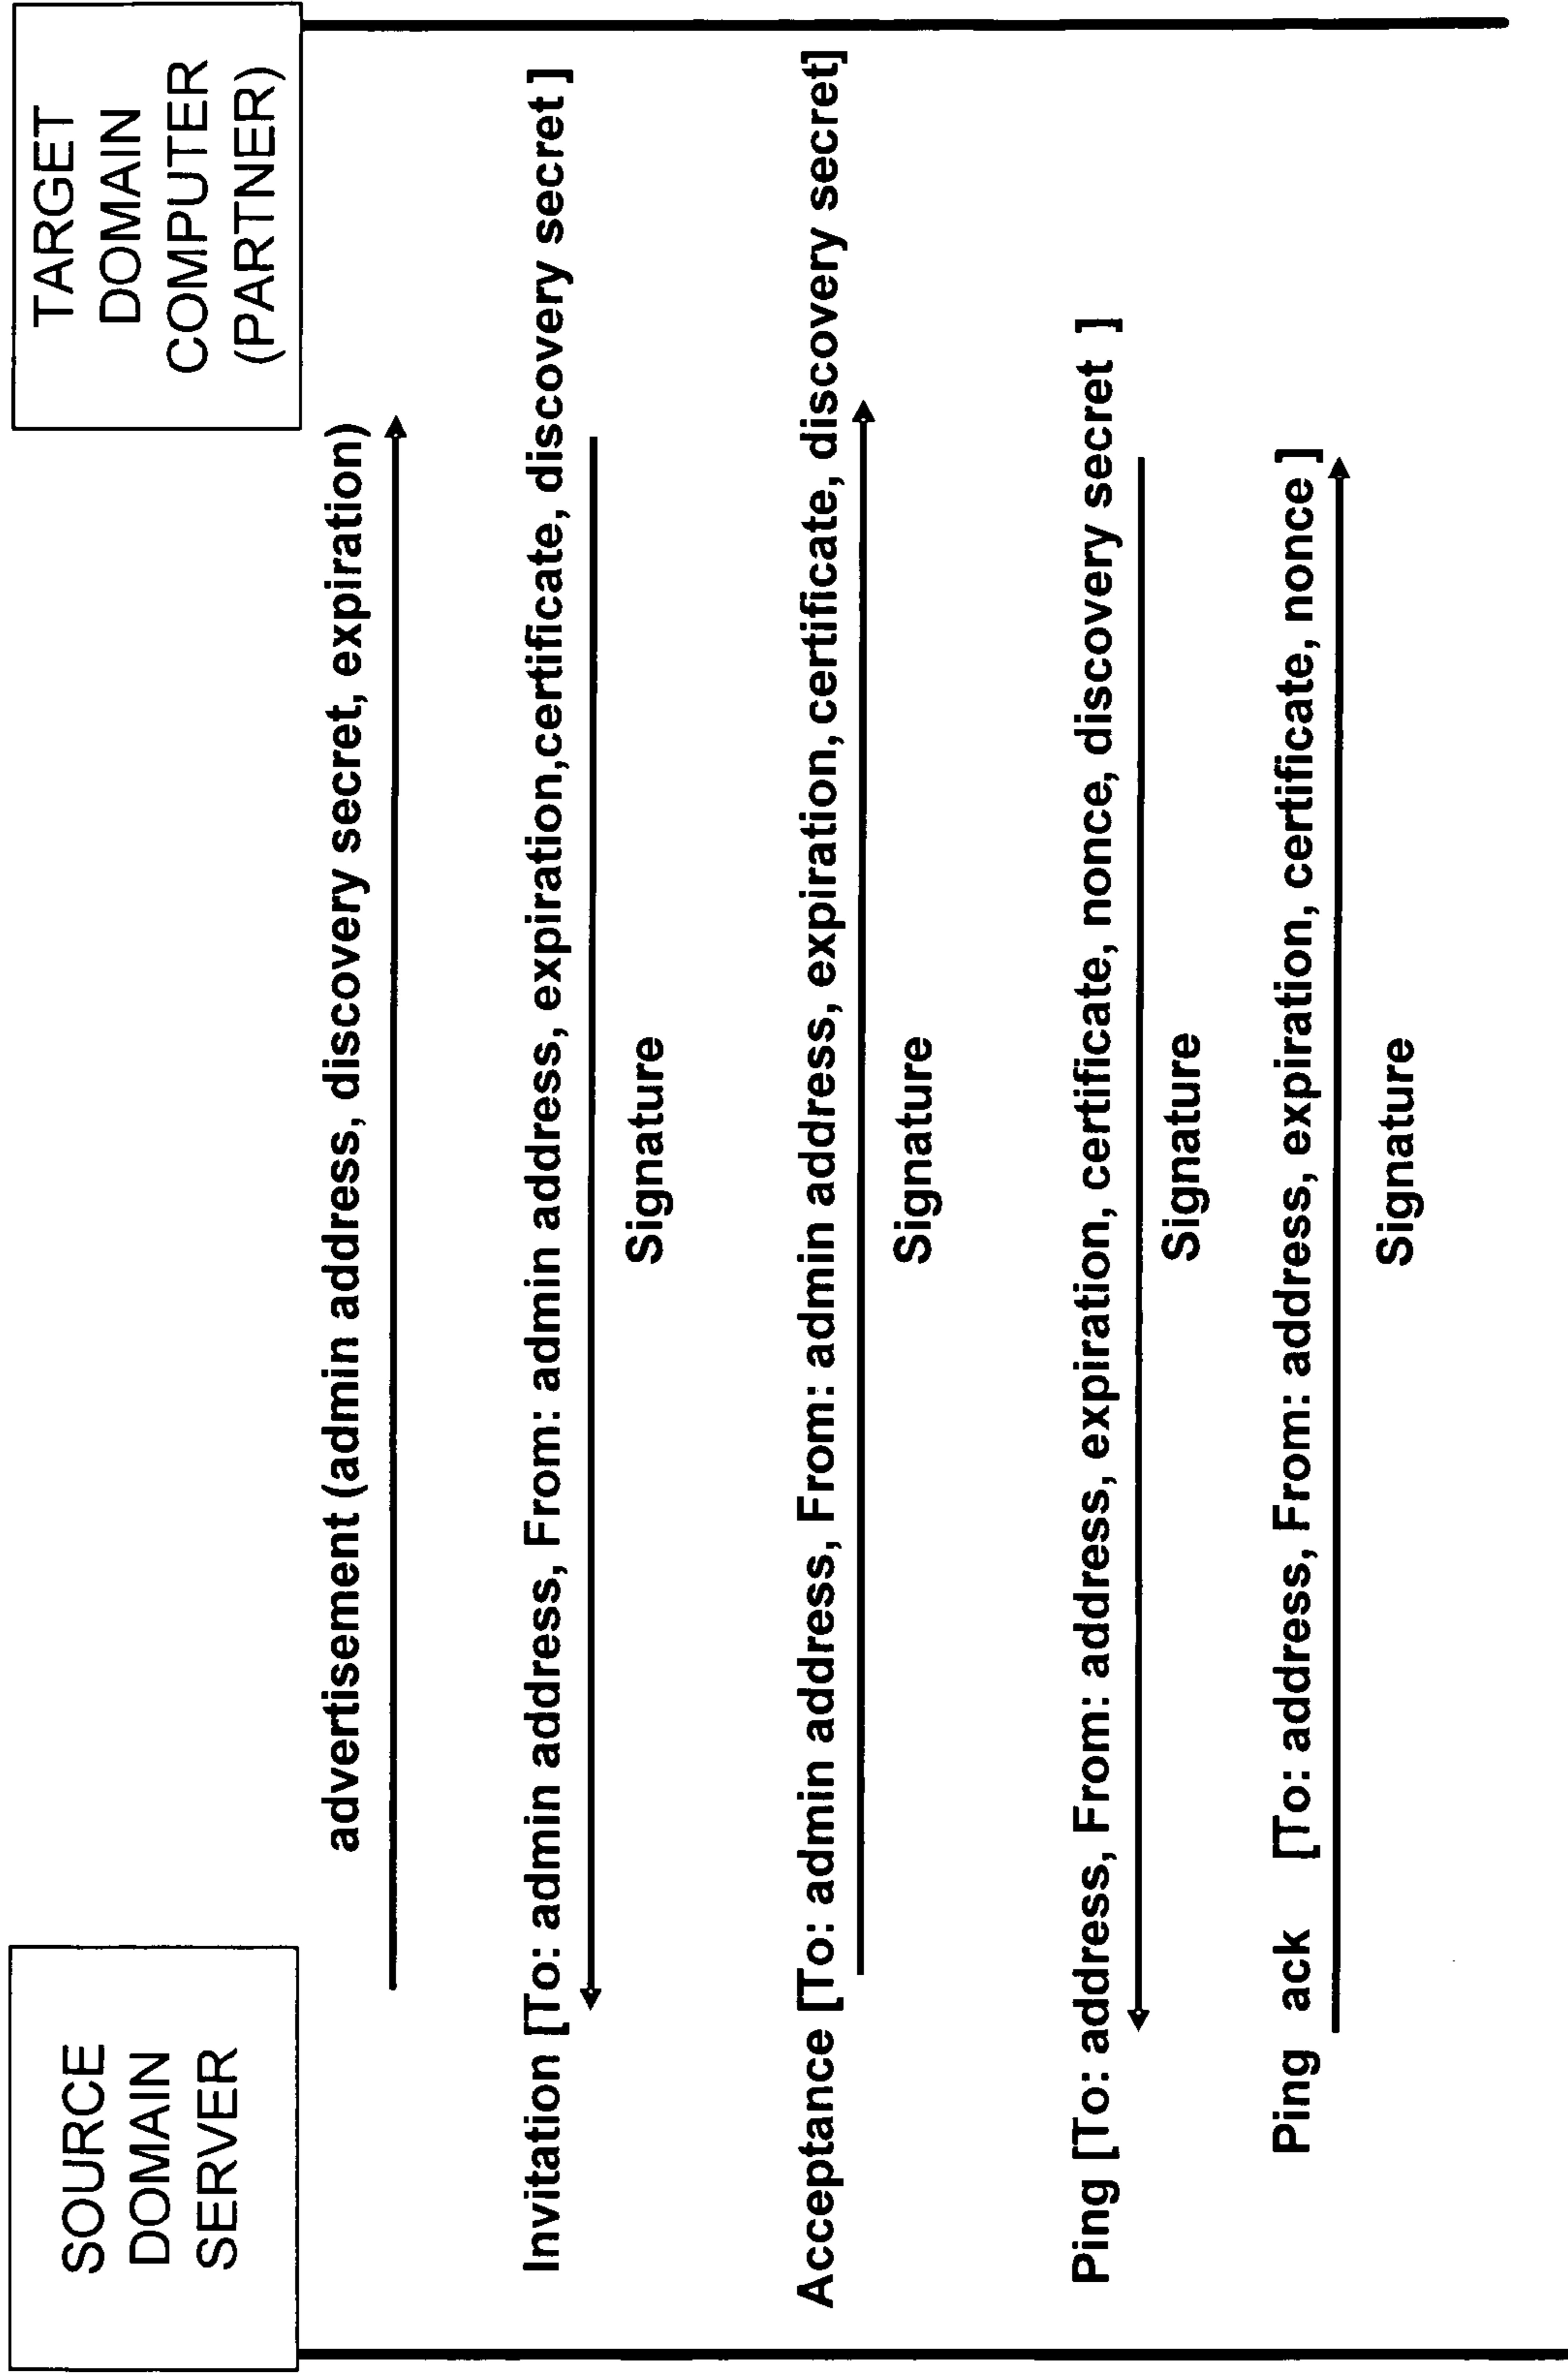 SOURCE
DOMAIN
SERVER
TARGET
DOMAIN
COMPUTER
(PARTNER)
advertisement (admin address, discovery secret, expiration)
Invitation [To: admin address, From: admin address, expiration,certificate, discovery secret ]
Signature
Acceptance [To: admin address, From: admin address, expiration, certificate, discovery secret]
Signature
Ping [To: address, From: address, expiration, certificate, nonce, discovery secret ]
Signature
Ping ack [To: address, From: address, expiration, certificate, nonce ]
Signature